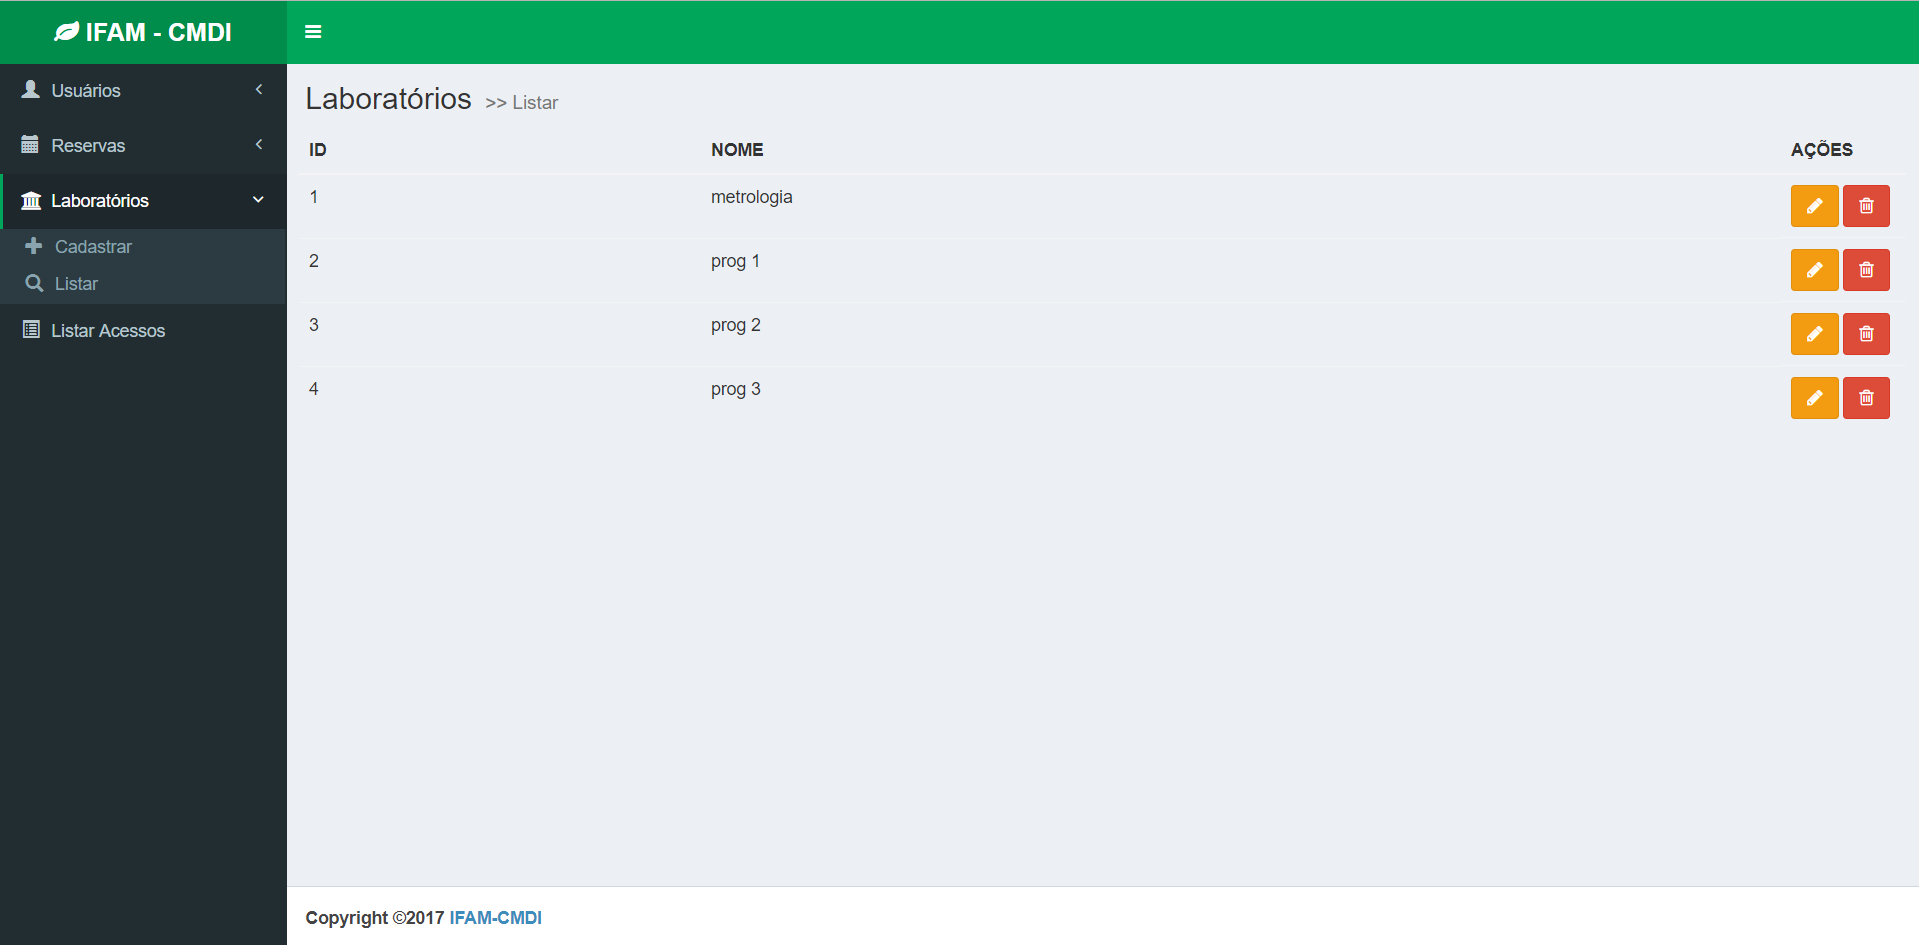 IFAM - CMDI
Usuários
Reservas
Laboratórios
Cadastrar
Listar
Listar Acessos
Laboratórios >> Listar
ID NOME AÇÕES
1 metrologia
2 prog 1
3 prog 2
4 prog 3
Copyright ©2017 IFAM-CMDI